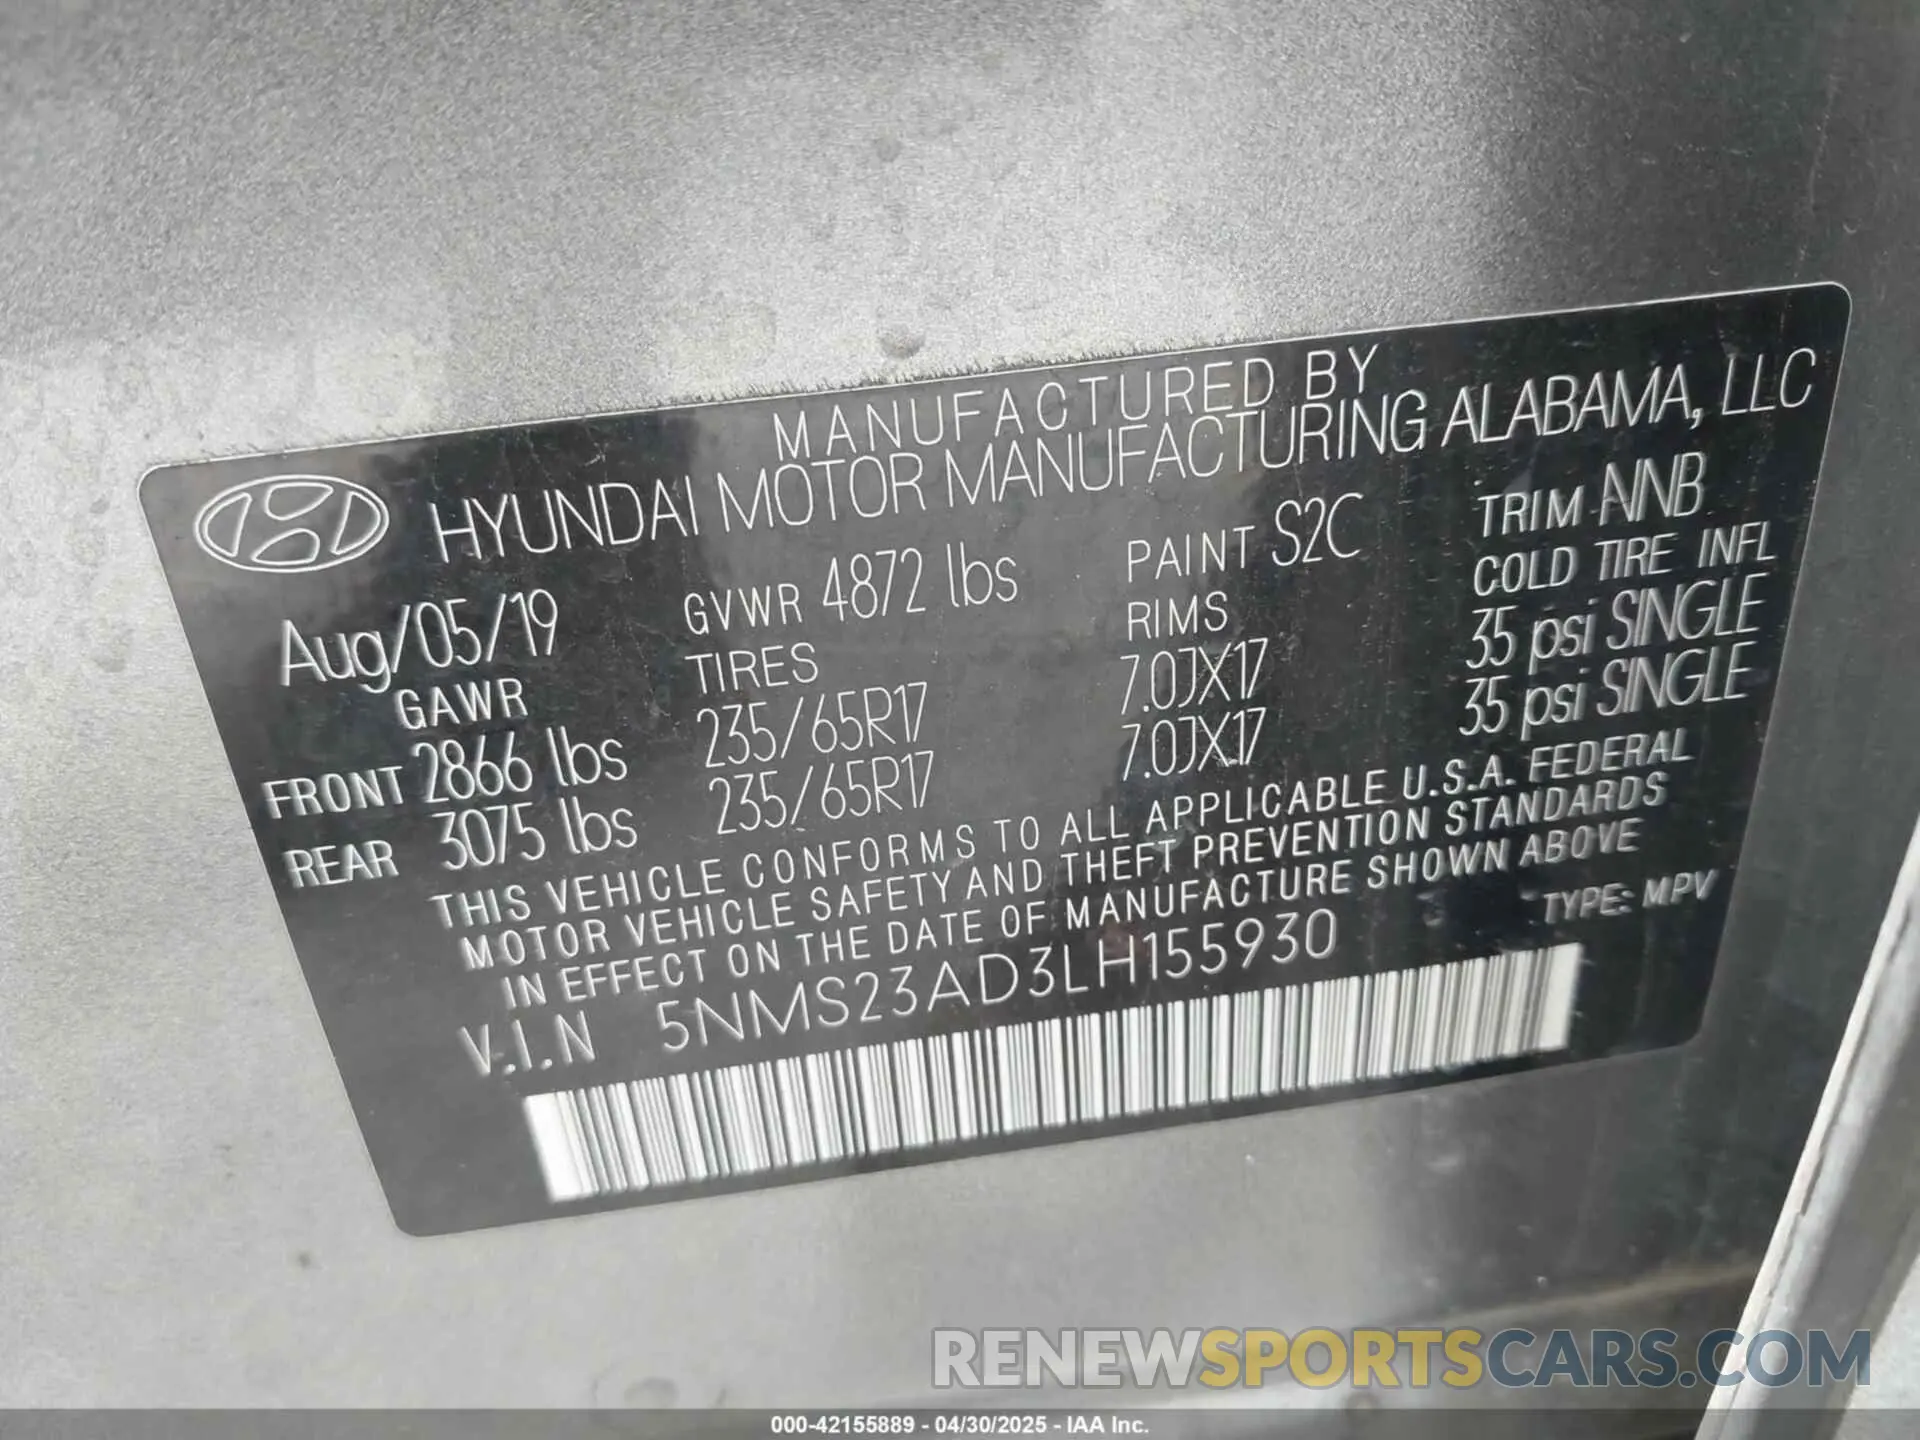 MANUFACTURED BY
HYUNDAI MOTOR MANUFACTURING ALABAMA, LLC
Aug/05/19 GVWR 4872 lbs PAINT S2C TRIM NNB
GAWR TIRES RIMS COLD TIRE INFL
FRONT 2866 lbs 235/65R17 7.0JX17 35 psi SINGLE
REAR 3075 lbs 235/65R17 7.0JX17 35 psi SINGLE
THIS VEHICLE CONFORMS TO ALL APPLICABLE U.S.A. FEDERAL
MOTOR VEHICLE SAFETY AND THEFT PREVENTION STANDARDS
IN EFFECT ON THE DATE OF MANUFACTURE SHOWN ABOVE
V.I.N 5NMS23AD3LH155930 TYPE: MPV
RENEWSPORTSCARS.COM
000-42155889 - 04/30/2025 - IAA Inc.